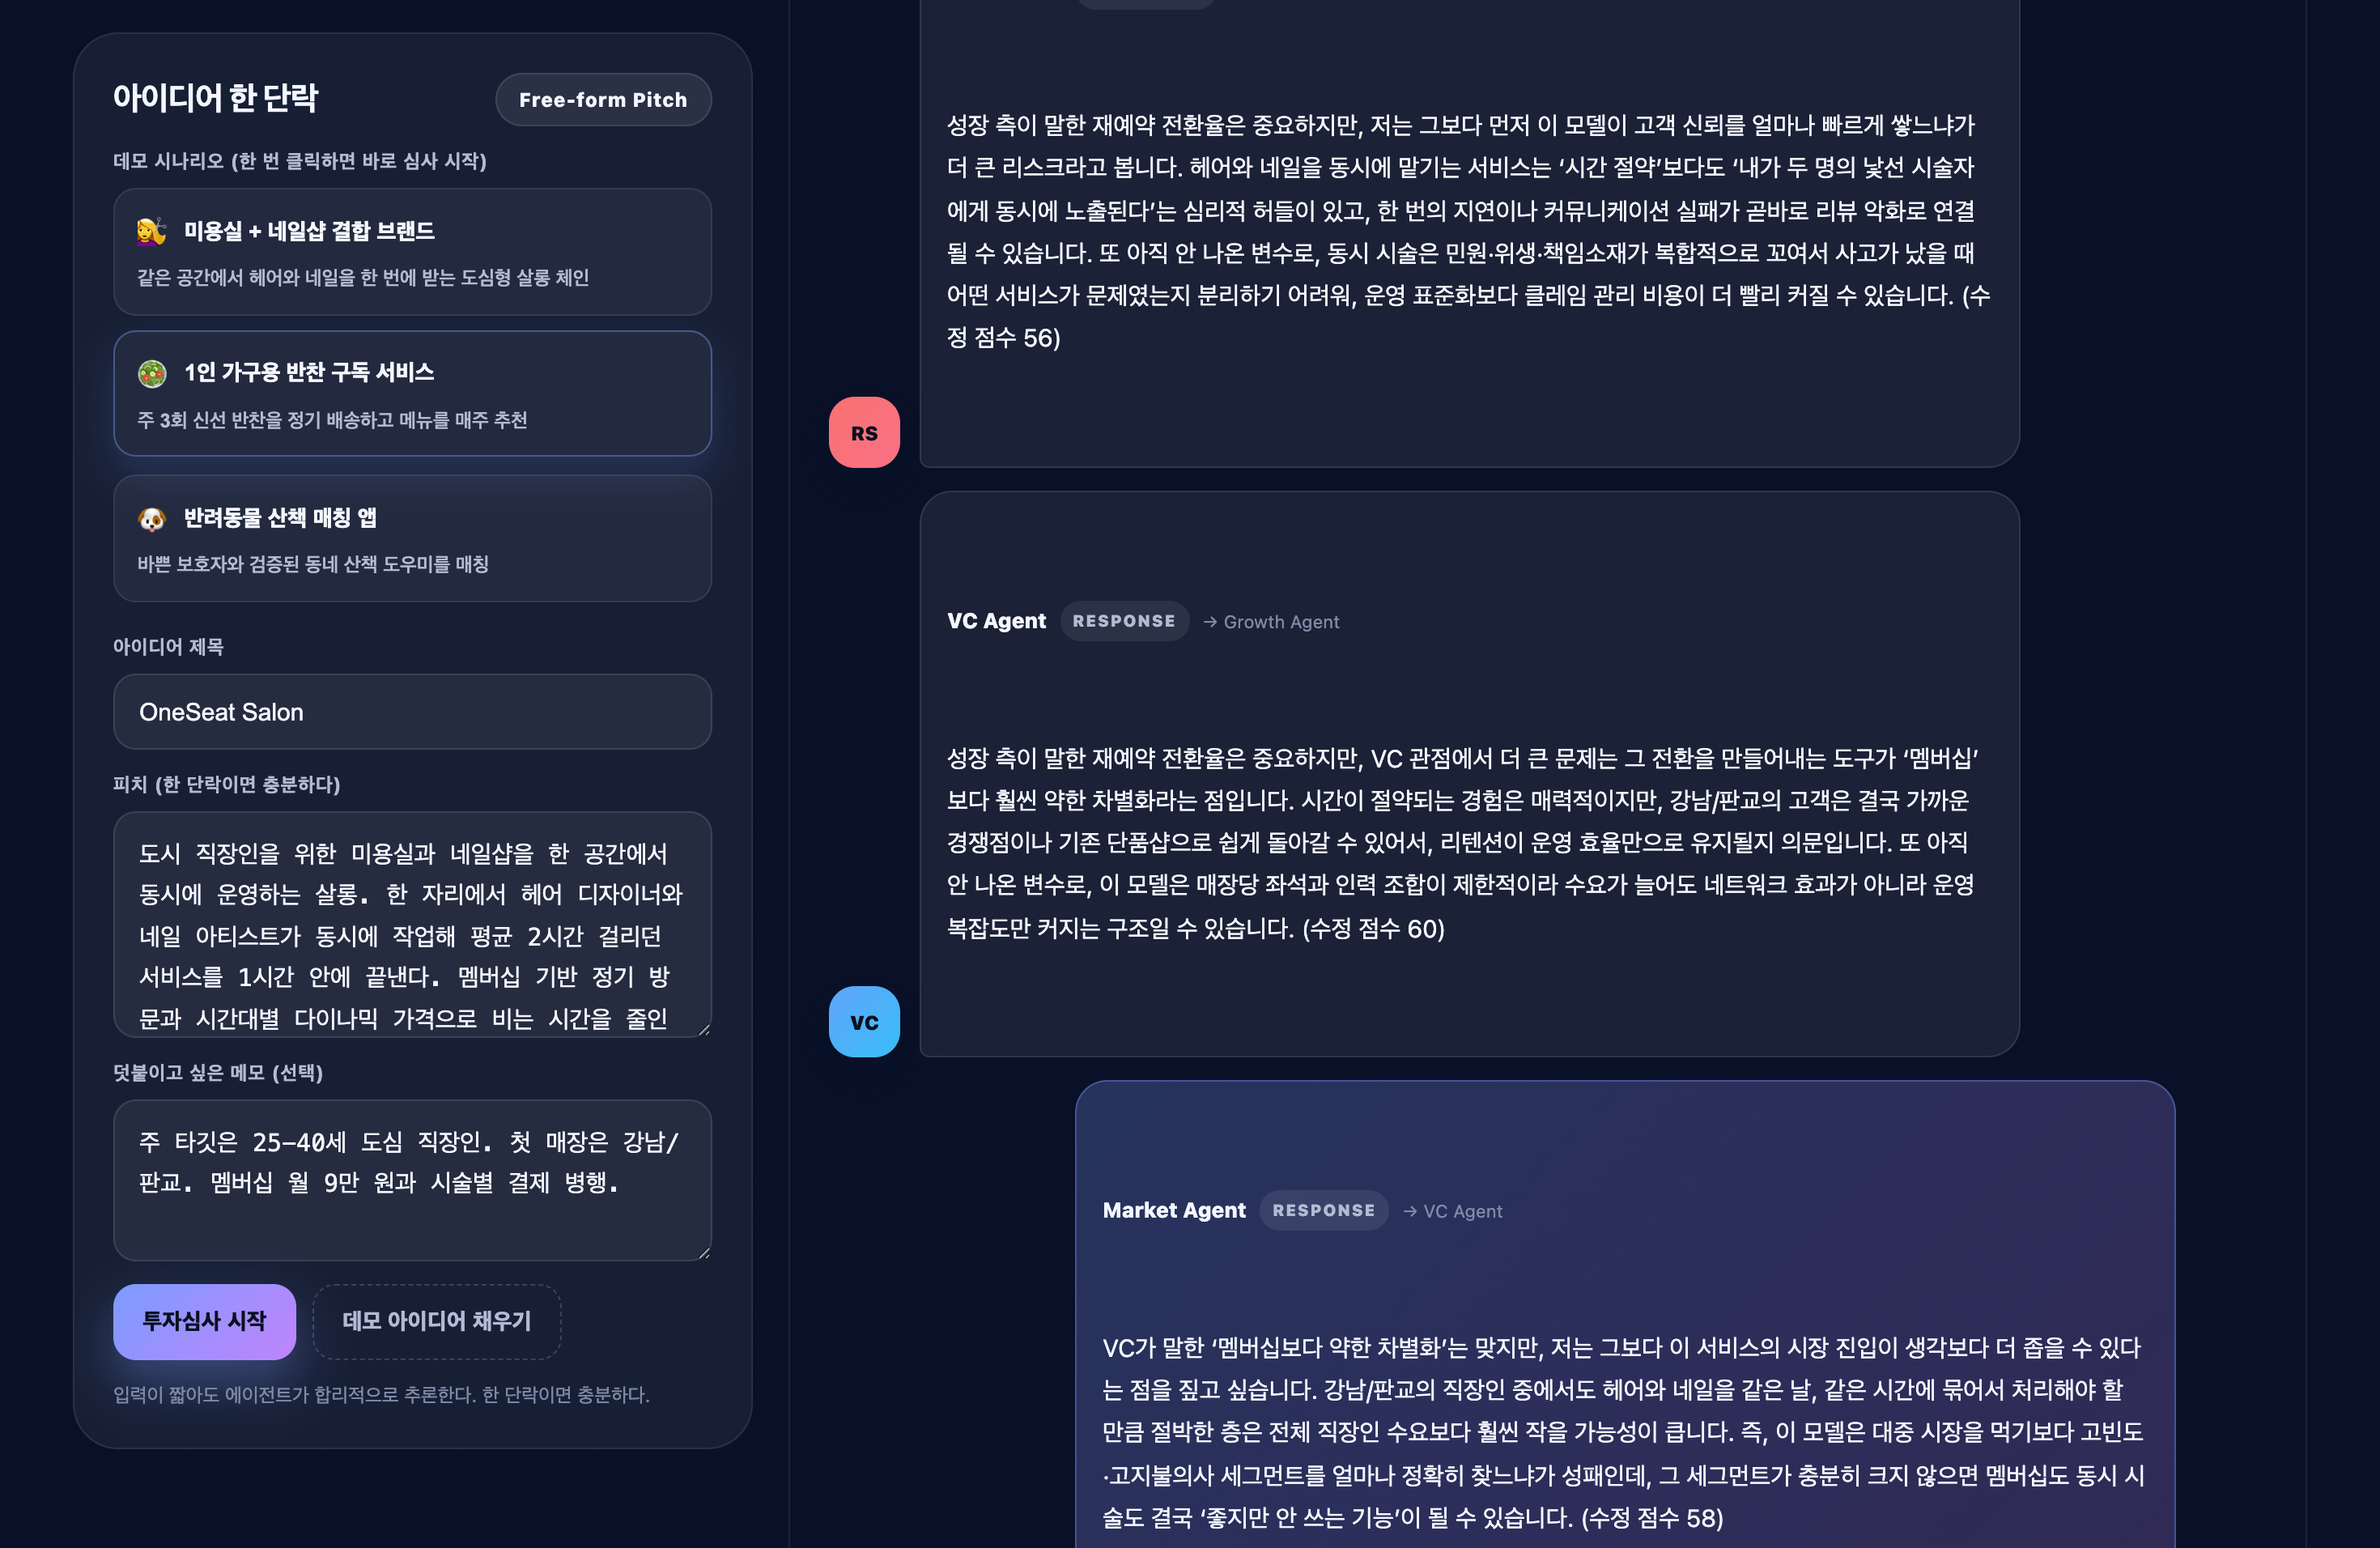 아이디어 한 단락
Free-form Pitch
데모 시나리오 (한 번 클릭하면 바로 심사 시작)
미용실 + 네일샵 결합 브랜드
같은 공간에서 헤어와 네일을 한 번에 받는 도심형 살롱 체인
1인 가구용 반찬 구독 서비스
주 3회 신선 반찬을 정기 배송하고 메뉴를 매주 추천
반려동물 산책 매칭 앱
바쁜 보호자와 검증된 동네 산책 도우미를 매칭
아이디어 제목
OneSeat Salon
피치 (한 단락이면 충분하다)
도시 직장인을 위한 미용실과 네일샵을 한 공간에서
동시에 운영하는 살롱. 한 자리에서 헤어 디자이너와
네일 아티스트가 동시에 작업해 평균 2시간 걸리던
서비스를 1시간 안에 끝낸다. 멤버십 기반 정기 방
문과 시간대별 다이나믹 가격으로 비는 시간을 줄인
덧붙이고 싶은 메모 (선택)
주 타깃은 25–40세 도심 직장인. 첫 매장은 강남/
판교. 멤버십 월 9만 원과 시술별 결제 병행.
투자심사 시작
데모 아이디어 채우기
입력이 짧아도 에이전트가 합리적으로 추론한다. 한 단락이면 충분하다.
성장 측이 말한 재예약 전환율은 중요하지만, 저는 그보다 먼저 이 모델이 고객 신뢰를 얼마나 빠르게 쌓느냐가
더 큰 리스크라고 봅니다. 헤어와 네일을 동시에 맡기는 서비스는 ‘시간 절약’보다도 ‘내가 두 명의 낯선 시술자
에게 동시에 노출된다’는 심리적 허들이 있고, 한 번의 지연이나 커뮤니케이션 실패가 곧바로 리뷰 악화로 연결
될 수 있습니다. 또 아직 안 나온 변수로, 동시 시술은 민원·위생·책임소재가 복합적으로 꼬여서 사고가 났을 때
어떤 서비스가 문제였는지 분리하기 어려워, 운영 표준화보다 클레임 관리 비용이 더 빨리 커질 수 있습니다. (수
정 점수 56)
RS
VC Agent RESPONSE → Growth Agent
성장 측이 말한 재예약 전환율은 중요하지만, VC 관점에서 더 큰 문제는 그 전환을 만들어내는 도구가 ‘멤버십’
보다 훨씬 약한 차별화라는 점입니다. 시간이 절약되는 경험은 매력적이지만, 강남/판교의 고객은 결국 가까운
경쟁점이나 기존 단품샵으로 쉽게 돌아갈 수 있어서, 리텐션이 운영 효율만으로 유지될지 의문입니다. 또 아직
안 나온 변수로, 이 모델은 매장당 좌석과 인력 조합이 제한적이라 수요가 늘어도 네트워크 효과가 아니라 운영
복잡도만 커지는 구조일 수 있습니다. (수정 점수 60)
VC
Market Agent RESPONSE → VC Agent
VC가 말한 ‘멤버십보다 약한 차별화’는 맞지만, 저는 그보다 이 서비스의 시장 진입이 생각보다 더 좁을 수 있다
는 점을 짚고 싶습니다. 강남/판교의 직장인 중에서도 헤어와 네일을 같은 날, 같은 시간에 묶어서 처리해야 할
만큼 절박한 층은 전체 직장인 수요보다 훨씬 작을 가능성이 큽니다. 즉, 이 모델은 대중 시장을 먹기보다 고빈도
·고지불의사 세그먼트를 얼마나 정확히 찾느냐가 성패인데, 그 세그먼트가 충분히 크지 않으면 멤버십도 동시 시
술도 결국 ‘좋지만 안 쓰는 기능’이 될 수 있습니다. (수정 점수 58)